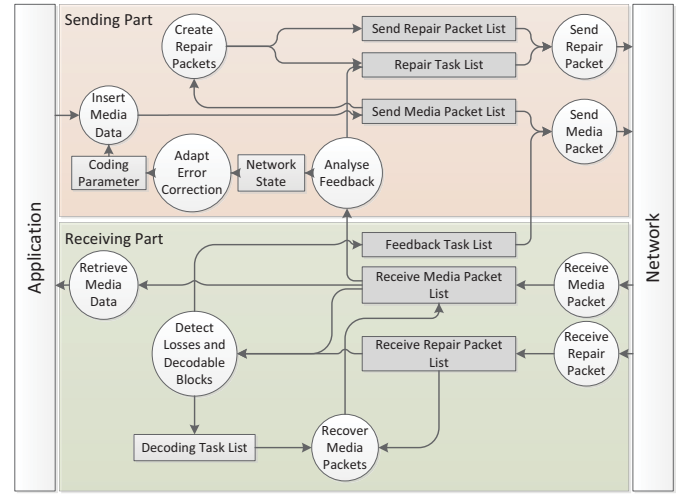 Application
Sending Part
Create
Repair
Packets
Send Repair Packet List
Repair Task List
Send
Repair
Packet
Insert
Media
Data
Send Media Packet List
Send
Media
Packet
Coding
Parameter
Adapt
Error
Correction
Network
State
Analyse
Feedback
Receiving Part
Feedback Task List
Retrieve
Media
Data
Receive Media Packet
List
Receive
Media
Packet
Detect
Losses and
Decodable
Blocks
Receive Repair Packet
List
Receive
Repair
Packet
Decoding Task List
Recover
Media
Packets
Network